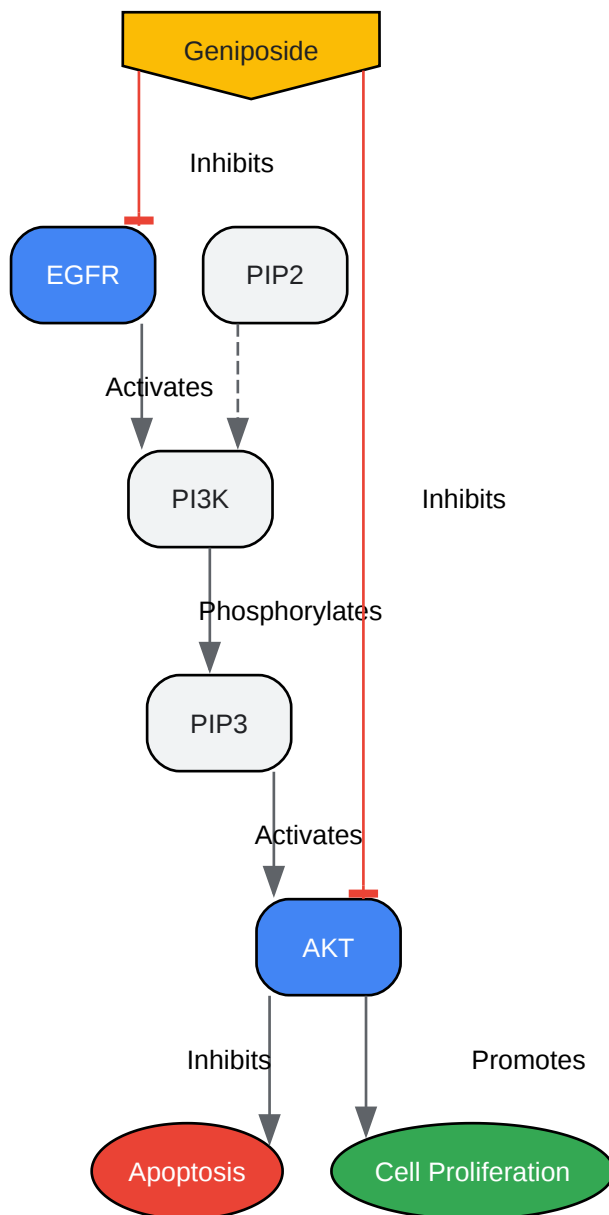 Geniposide
Inhibits
EGFR
PIP2
Activates
PI3K
Inhibits
Phosphorylates
PIP3
Activates
AKT
Inhibits
Promotes
Apoptosis
Cell Proliferation